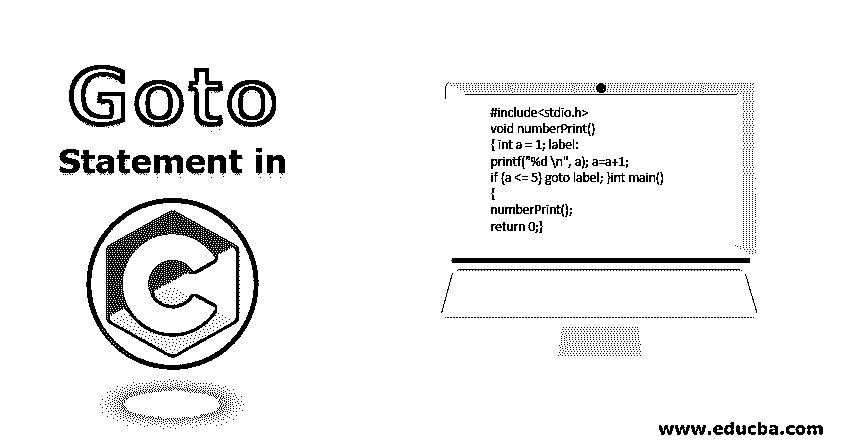 Goto
Statement in
C
#include<stdio.h>
void numberPrint()
{ int a = 1; label:
printf("%d \n", a); a=a+1;
if (a <= 5) goto label; }int main()
{
numberPrint();
return 0;}
www.educba.com